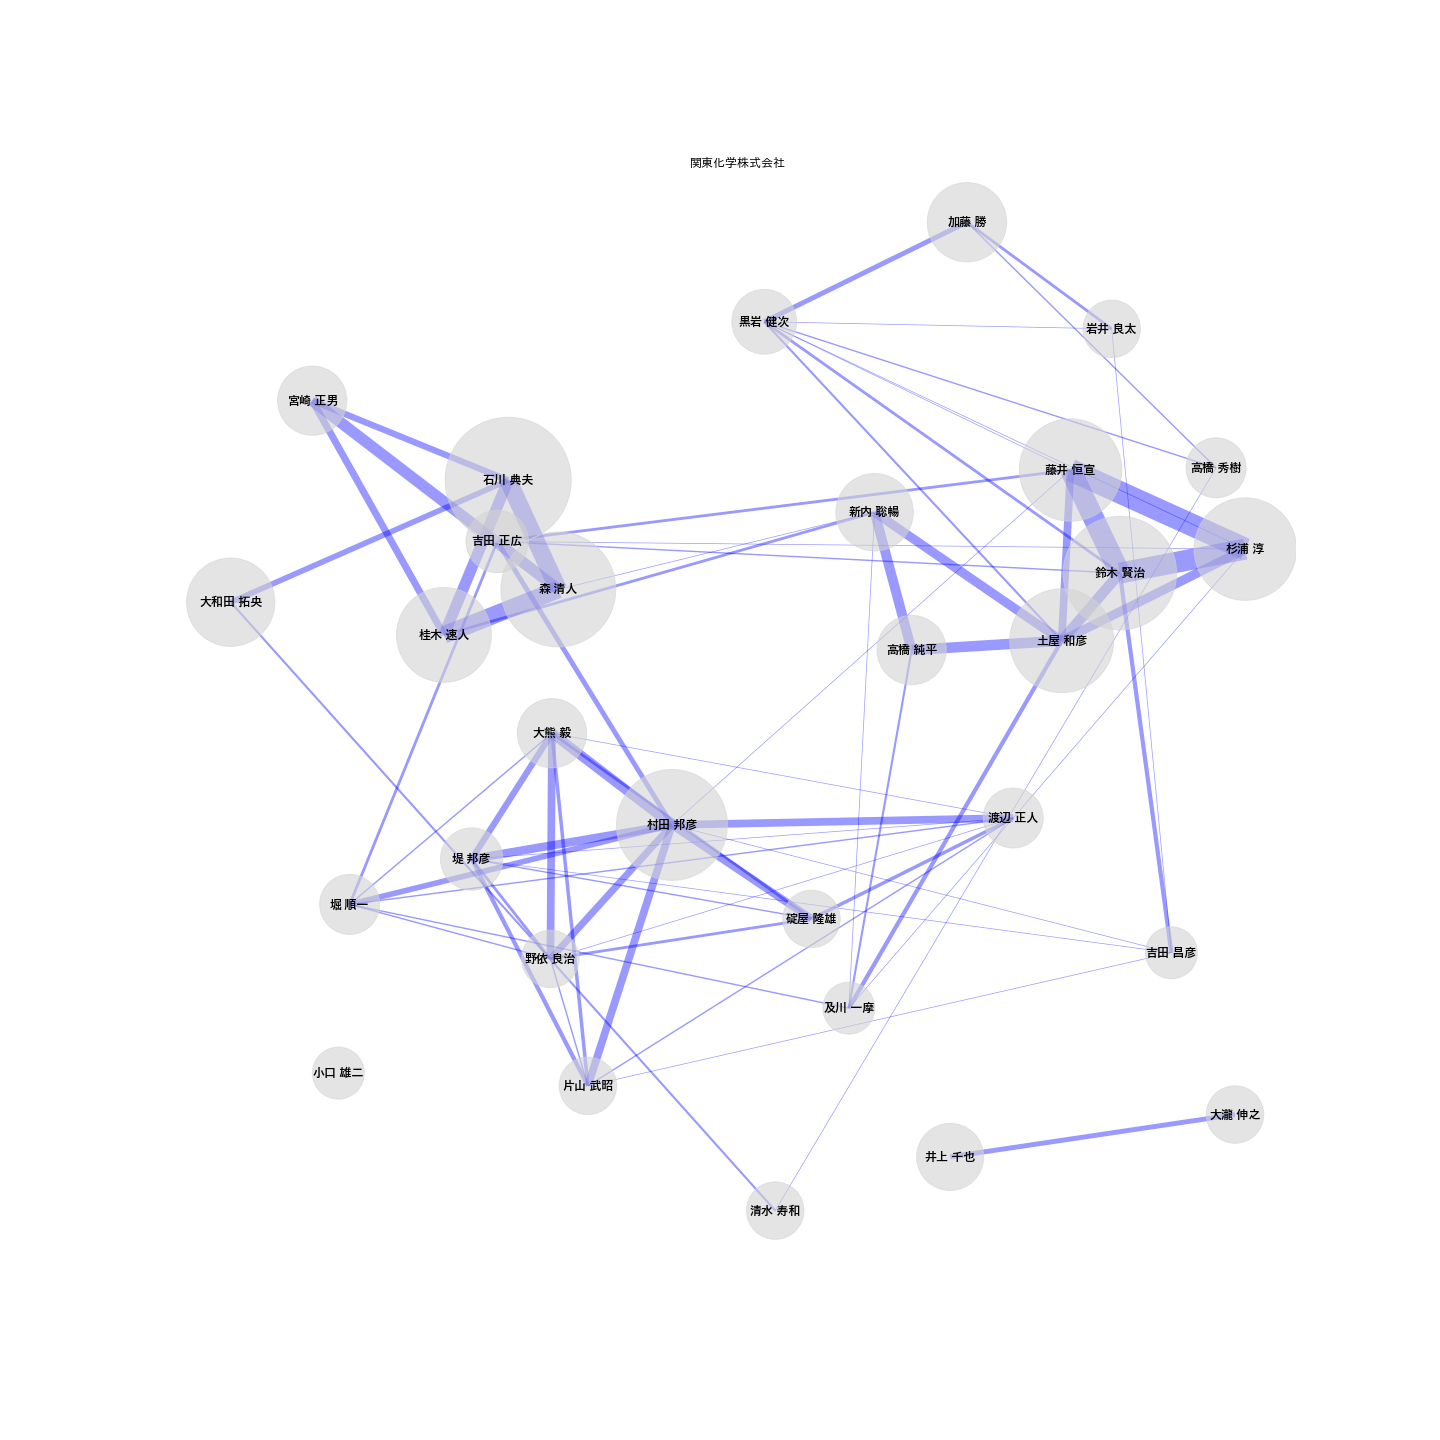 関東化学株式会社
加藤 勝
黒岩 健次
岩井 良太
宮崎 正男
高橋 秀樹
藤井 恒宣
石川 典夫
新内 聡暢
吉田 正広
杉浦 淳
鈴木 賢治
森 清人
大和田 拓央
桂木 速人
土屋 和彦
高橋 純平
大熊 毅
渡辺 正人
村田 邦彦
堤 邦彦
堀 順一
碇屋 隆雄
吉田 昌彦
野依 良治
及川 一摩
小口 雄二
片山 武昭
大瀧 伸之
井上 千也
清水 寿和